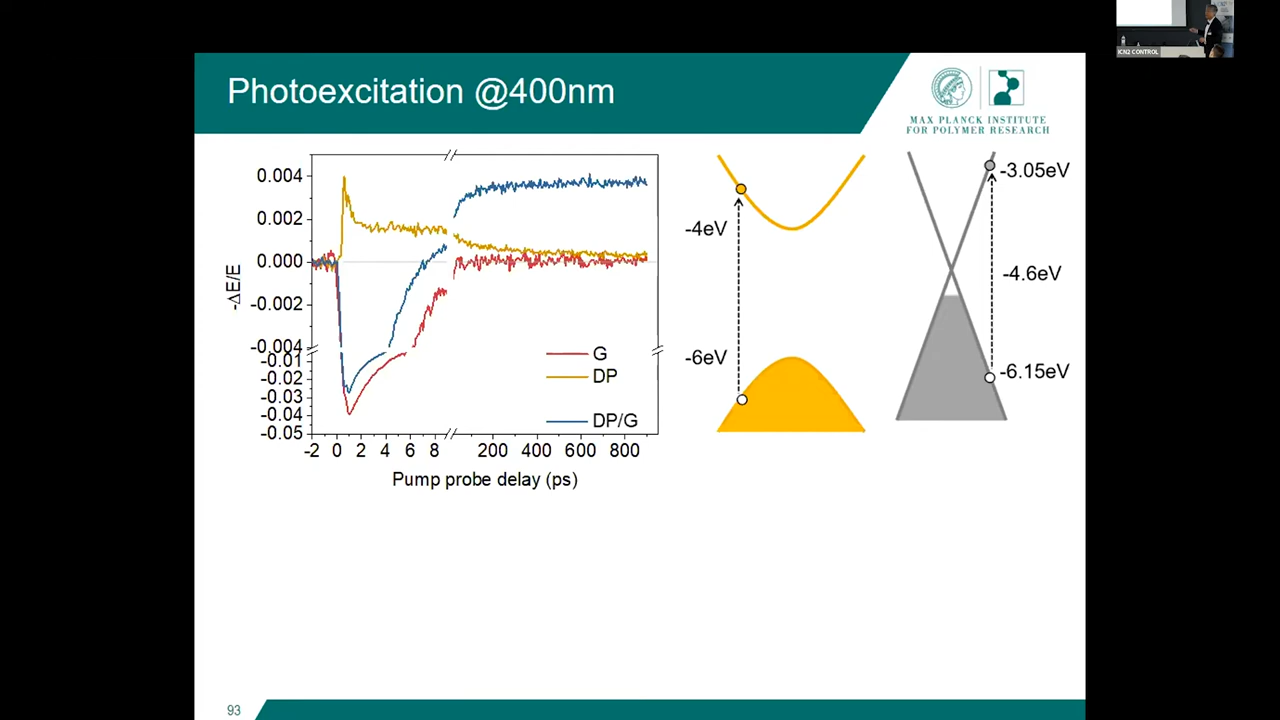 ICN2 CONTROL
Photoexcitation @400nm
MAX PLANCK INSTITUTE
FOR POLYMER RESEARCH
0.004
0.002
0.000
-0.002
-0.004
-0.01
-0.02
-0.03
-0.04
-0.05
-ΔE/E
G
DP
DP/G
-2 0 2 4 6 8 200 400 600 800
Pump probe delay (ps)
-4eV
-6eV
-3.05eV
-4.6eV
-6.15eV
93